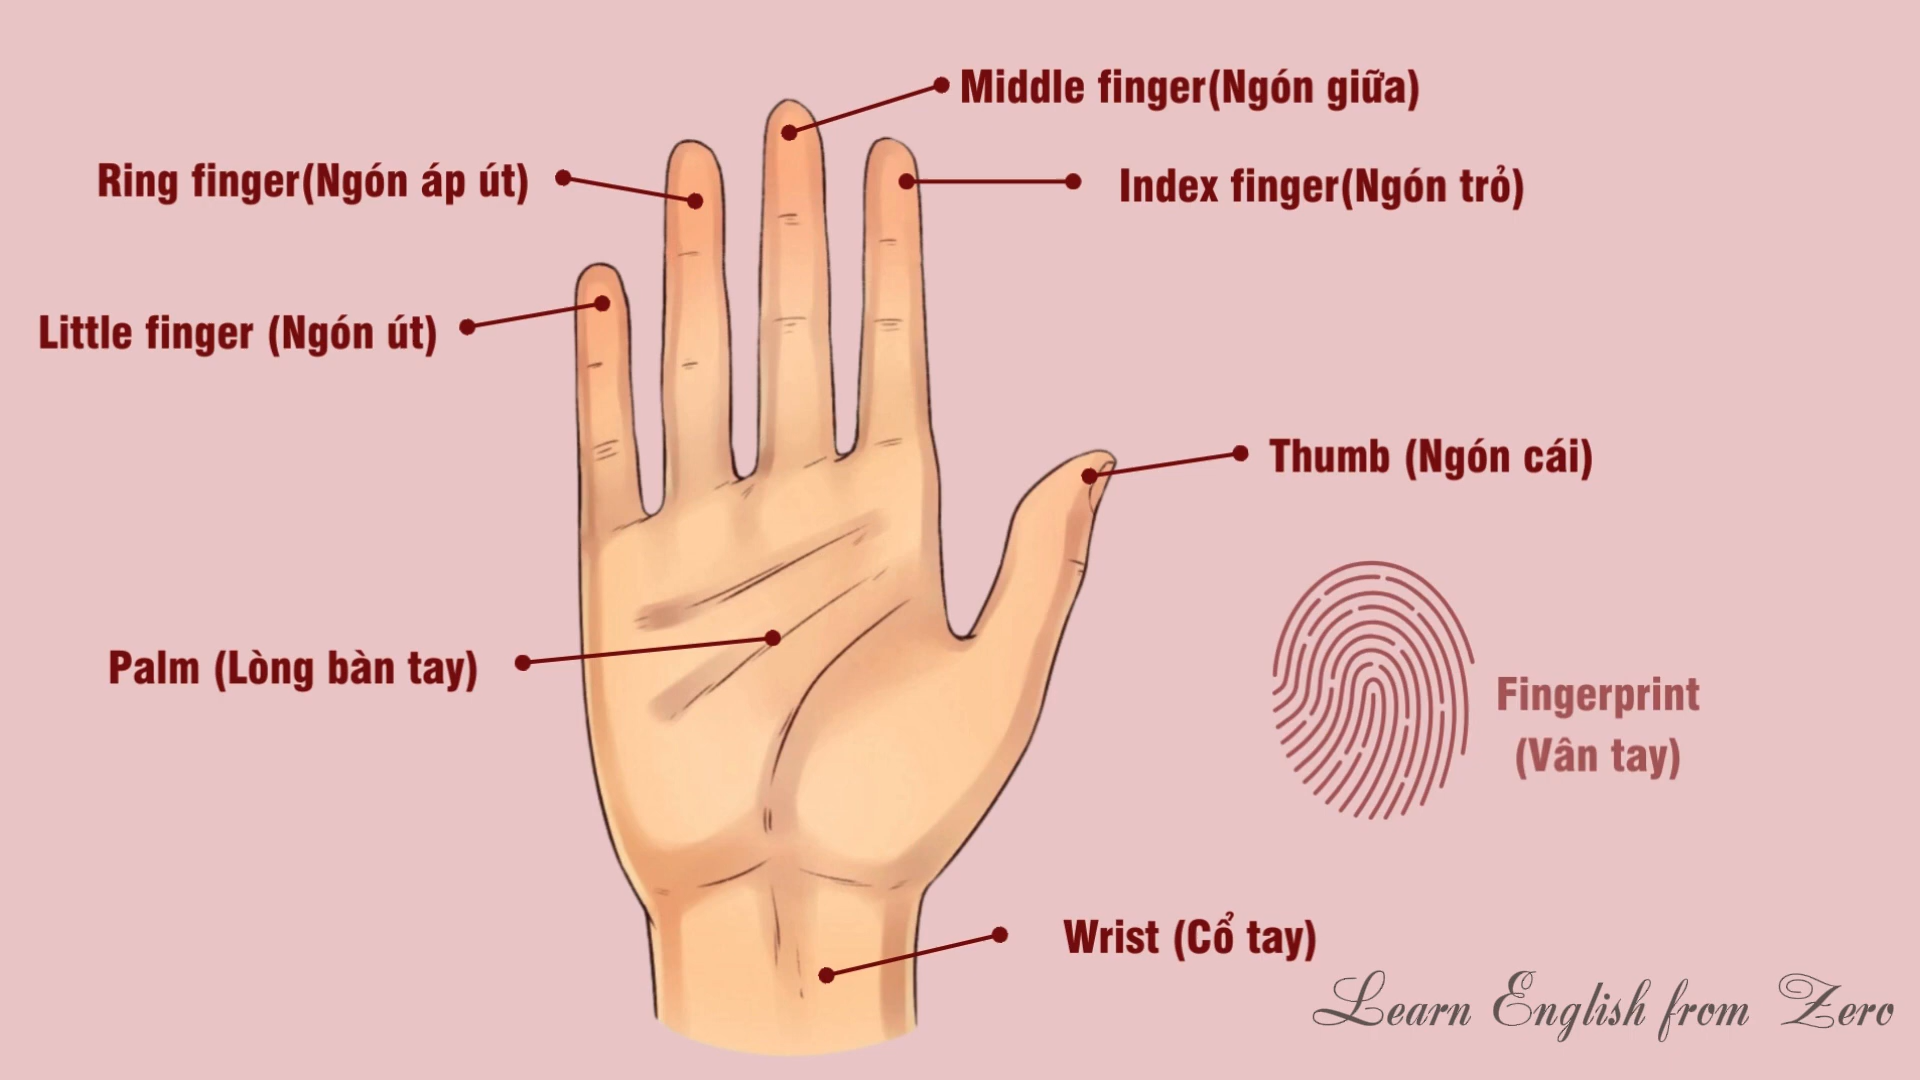 Middle finger(Ngón giữa)
Ring finger(Ngón áp út)
Index finger(Ngón trỏ)
Little finger (Ngón út)
Thumb (Ngón cái)
Palm (Lòng bàn tay)
Fingerprint
(Vân tay)
Wrist (Cổ tay)
Learn English from Zero